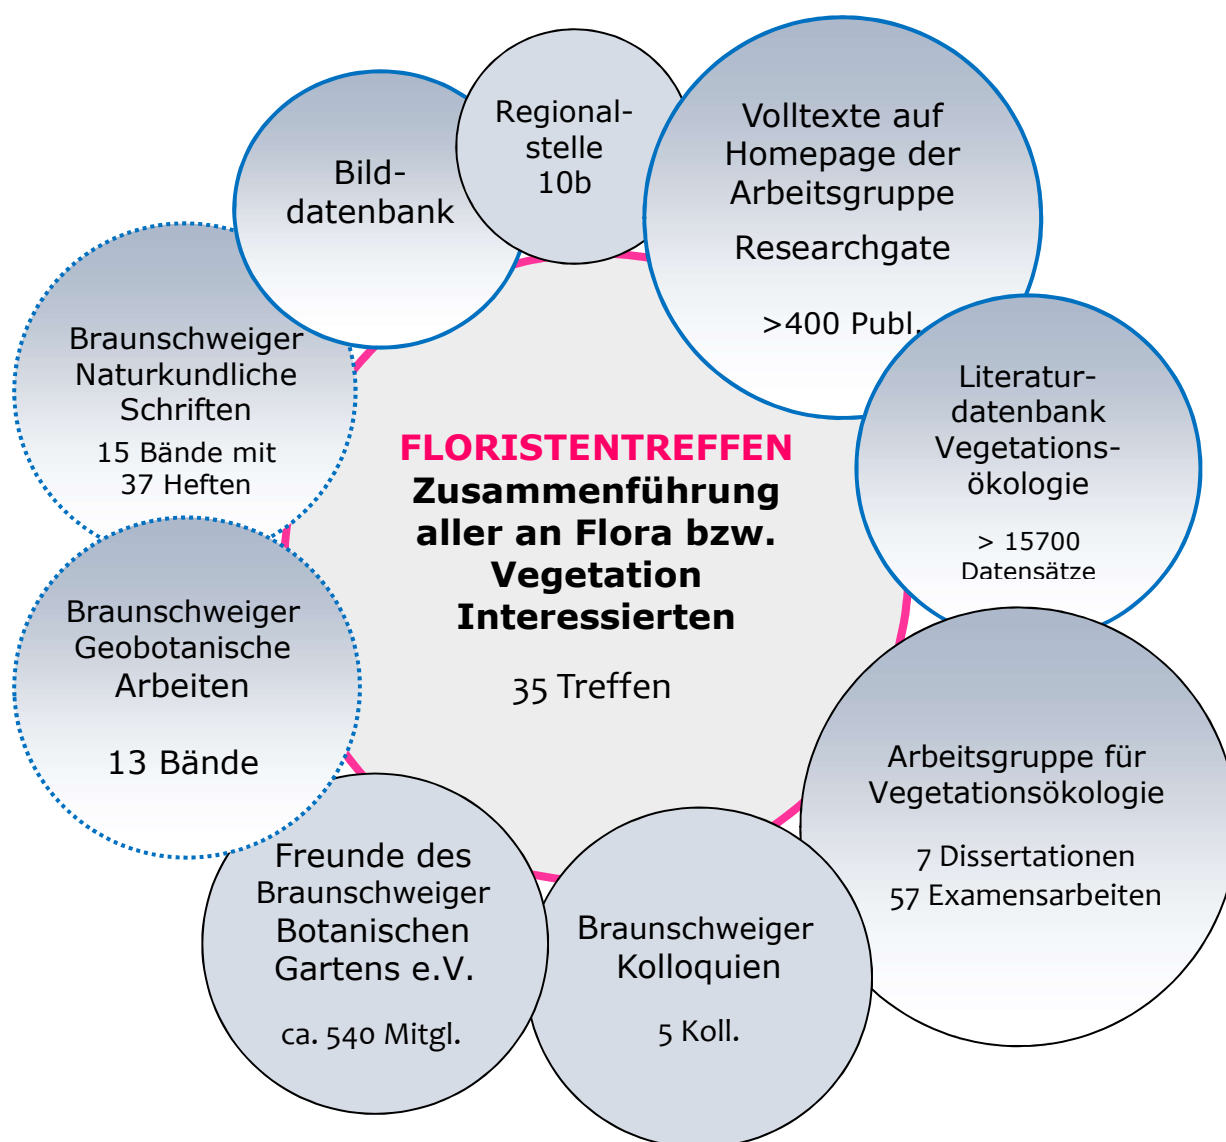 Regional-
stelle
10b
Volltexte auf
Homepage der
Arbeitsgruppe
Researchgate
>400 Publ.
Literatur-
datenbank
Vegetations-
ökologie
> 15700
Datensätze
Arbeitsgruppe für
Vegetationsökologie
7 Dissertationen
57 Examensarbeiten
Braunschweiger
Kolloquien
5 Koll.
Freunde des
Braunschweiger
Botanischen
Gartens e.V.
ca. 540 Mitgl.
Braunschweiger
Geobotanische
Arbeiten
13 Bände
Braunschweiger
Naturkundliche
Schriften
15 Bände mit
37 Heften
Bild-
datenbank
FLORISTENTREFFEN
Zusammenführung
aller an Flora bzw.
Vegetation
Interessierten
35 Treffen